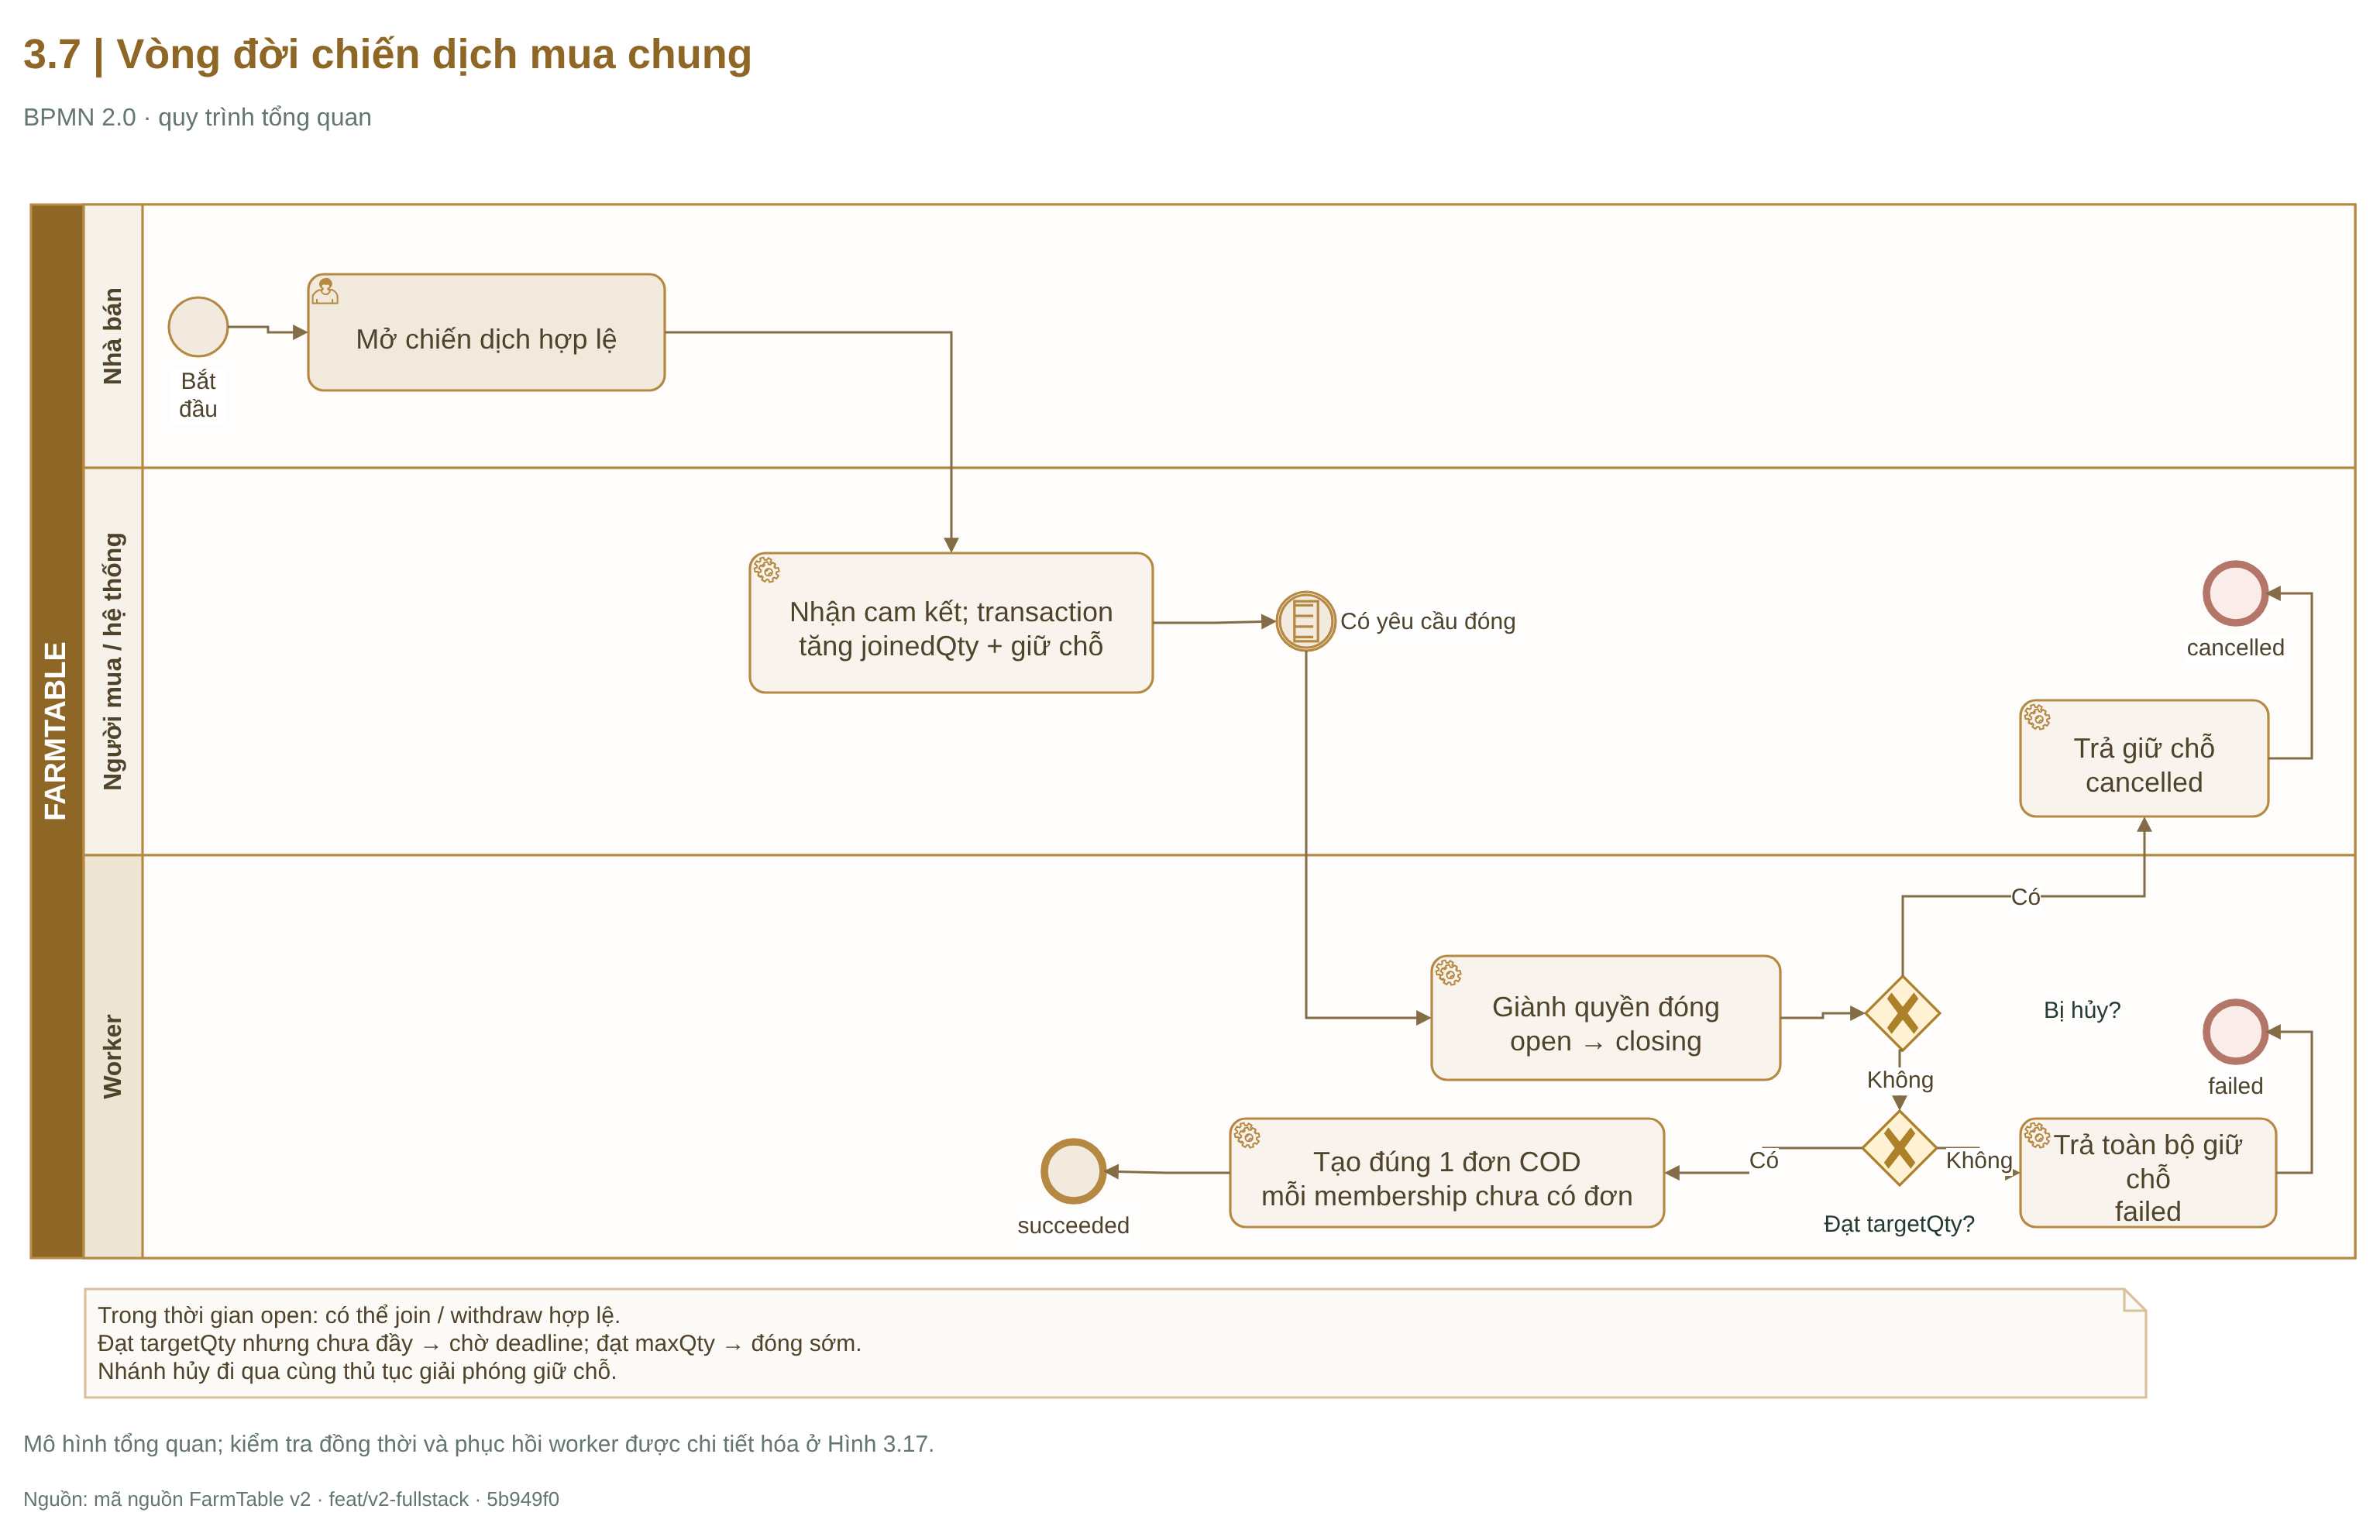 3.7 | Vòng đời chiến dịch mua chung
BPMN 2.0 · quy trình tổng quan
FARMTABLE
Nhà bán
Bắt
đầu
Mở chiến dịch hợp lệ
Người mua / hệ thống
Nhận cam kết; transaction
tăng joinedQty + giữ chỗ
Có yêu cầu đóng
cancelled
Trả giữ chỗ
cancelled
Worker
Có
Giành quyền đóng
open → closing
Bị hủy?
Không
failed
succeeded
Tạo đúng 1 đơn COD
mỗi membership chưa có đơn
Có
Không
Đạt targetQty?
Trả toàn bộ giữ
chỗ
failed
Trong thời gian open: có thể join / withdraw hợp lệ.
Đạt targetQty nhưng chưa đầy → chờ deadline; đạt maxQty → đóng sớm.
Nhánh hủy đi qua cùng thủ tục giải phóng giữ chỗ.
Mô hình tổng quan; kiểm tra đồng thời và phục hồi worker được chi tiết hóa ở Hình 3.17.
Nguồn: mã nguồn FarmTable v2 · feat/v2-fullstack · 5b949f0